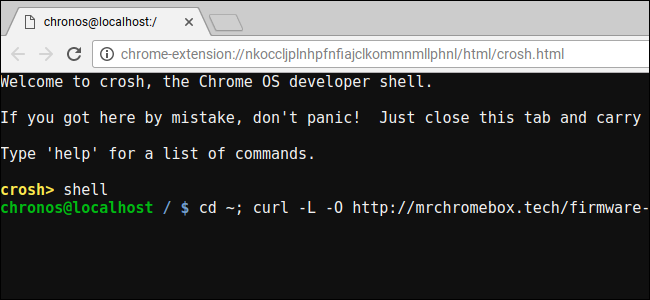 chronos@localhost:/
chrome-extension://nkoccljplnhpfnfiajclkommnmllphnl/html/crosh.html
Welcome to crosh, the Chrome OS developer shell.
If you got here by mistake, don't panic!  Just close this tab and carry
Type 'help' for a list of commands.
crosh> shell
chronos@localhost / $ cd ~; curl -L -O http://mrchromebox.tech/firmware-